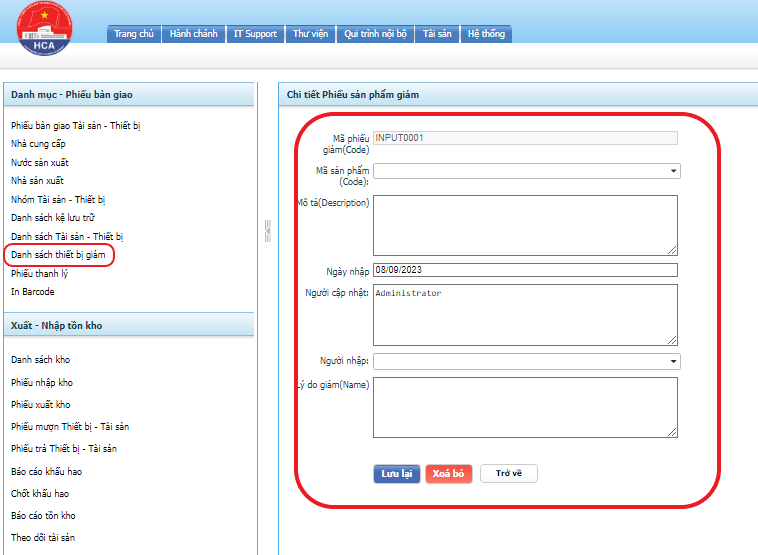 HCA
Trang chủ
Hành chánh
IT Support
Thư viện
Qui trình nội bộ
Tài sản
Hệ thống
Danh mục - Phiếu bàn giao
Phiếu bàn giao Tài sản - Thiết bị
Nhà cung cấp
Nước sản xuất
Nhà sản xuất
Nhóm Tài sản - Thiết bị
Danh sách kệ lưu trữ
Danh sách Tài sản - Thiết bị
Danh sách thiết bị giảm
Phiếu thanh lý
In Barcode
Xuất - Nhập tồn kho
Danh sách kho
Phiếu nhập kho
Phiếu xuất kho
Phiếu mượn Thiết bị - Tài sản
Phiếu trả Thiết bị - Tài sản
Báo cáo khấu hao
Chốt khấu hao
Báo cáo tồn kho
Theo dõi tài sản
Chi tiết Phiếu sản phẩm giảm
Mã phiếu
giảm(Code)
INPUT0001
Mã sản phẩm
(Code):
Mô tả(Description)
Ngày nhập
08/09/2023
Người cập nhật:
Administrator
Người nhập:
Lý do giảm(Name)
Lưu lại
Xoá bỏ
Trở về